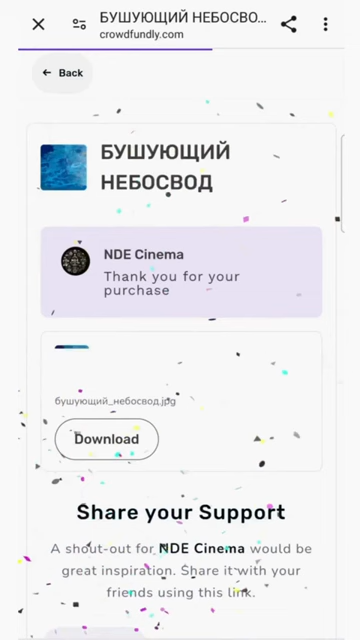 БУШУЮЩИЙ НЕБОСВО...
crowdfundly.com
Back
БУШУЮЩИЙ
НЕБОСВОД
NDE Cinema
Thank you for your
purchase
бушующий_небосвод.jpg
Download
Share your Support
A shout-out for NDE Cinema would be
great inspiration. Share it with your
friends using this link.